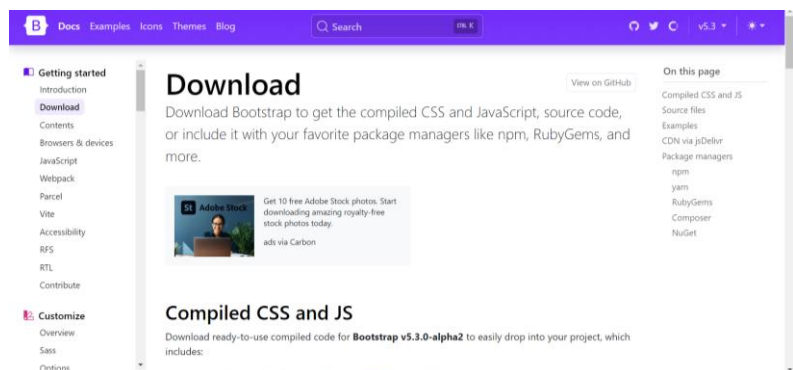 B Docs Examples Icons Themes Blog Search Ctrl K v5.3
Getting started
Introduction
Download
Contents
Browsers & devices
JavaScript
Webpack
Parcel
Vite
Accessibility
RFS
RTL
Contribute
Customize
Overview
Sass
Options
Download
View on GitHub
Download Bootstrap to get the compiled CSS and JavaScript, source code,
or include it with your favorite package managers like npm, RubyGems, and
more.
St Adobe Stock
Get 10 free Adobe Stock photos. Start
downloading amazing royalty-free
stock photos today.
ads via Carbon
Compiled CSS and JS
Download ready-to-use compiled code for Bootstrap v5.3.0-alpha2 to easily drop into your project, which
includes:
On this page
Compiled CSS and JS
Source files
Examples
CDN via jsDelivr
Package managers
npm
yarn
RubyGems
Composer
NuGet